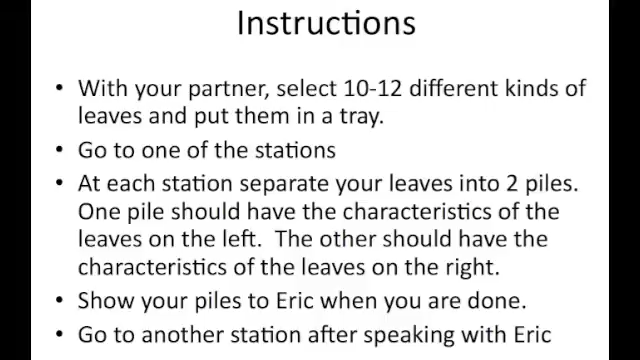 Instructions
• With your partner, select 10-12 different kinds of
leaves and put them in a tray.
• Go to one of the stations
• At each station separate your leaves into 2 piles.
One pile should have the characteristics of the
leaves on the left.  The other should have the
characteristics of the leaves on the right.
• Show your piles to Eric when you are done.
• Go to another station after speaking with Eric